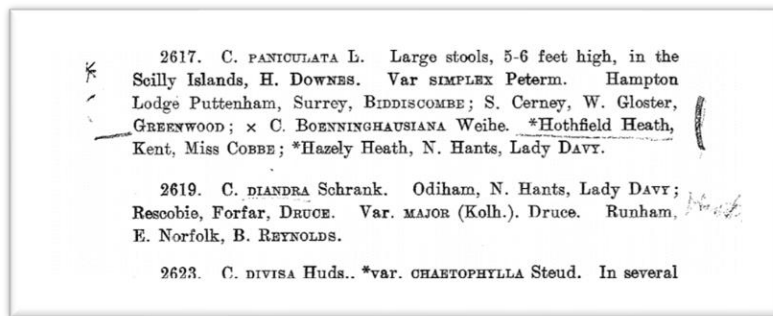 2617. C. PANICULATA L. Large stools, 5-6 feet high, in the
Scilly Islands, H. DOWNES. Var SIMPLEX Peterm. Hampton
Lodge Puttenham, Surrey, BIDDISCOMBE; S. Cerney, W. Gloster,
GREENWOOD; × C. BOENNINGHAUSIANA Weihe. *Hothfield Heath,
Kent, Miss COBBE; *Hazely Heath, N. Hants, Lady DAVY.
2619. C. DIANDRA Schrank. Odiham, N. Hants, Lady DAVY;
Rescobie, Forfar, DRUCE. Var. MAJOR (Kolh.). Druce. Runham,
E. Norfolk, B. REYNOLDS.
2623. C. DIVISA Huds.. *var. CHAETOPHYLLA Steud. In several